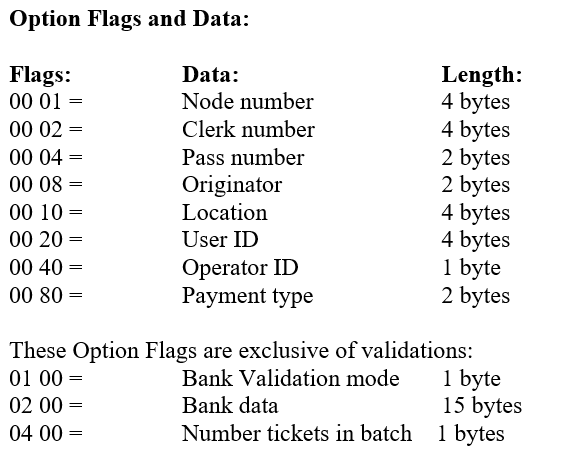 Option Flags and Data:
Flags: Data: Length:
00 01 = Node number 4 bytes
00 02 = Clerk number 4 bytes
00 04 = Pass number 2 bytes
00 08 = Originator 2 bytes
00 10 = Location 4 bytes
00 20 = User ID 4 bytes
00 40 = Operator ID 1 byte
00 80 = Payment type 2 bytes
These Option Flags are exclusive of validations:
01 00 = Bank Validation mode 1 byte
02 00 = Bank data 15 bytes
04 00 = Number tickets in batch 1 bytes